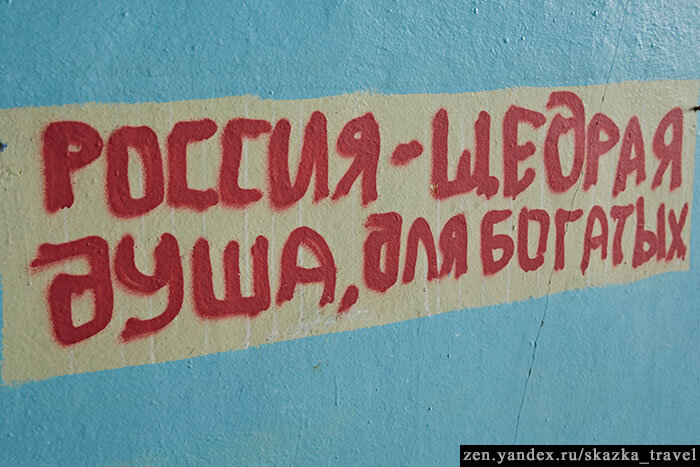 РОССИЯ - ЩЕДРАЯ
ДУША, ДЛЯ БОГАТЫХ
zen.yandex.ru/skazka_travel